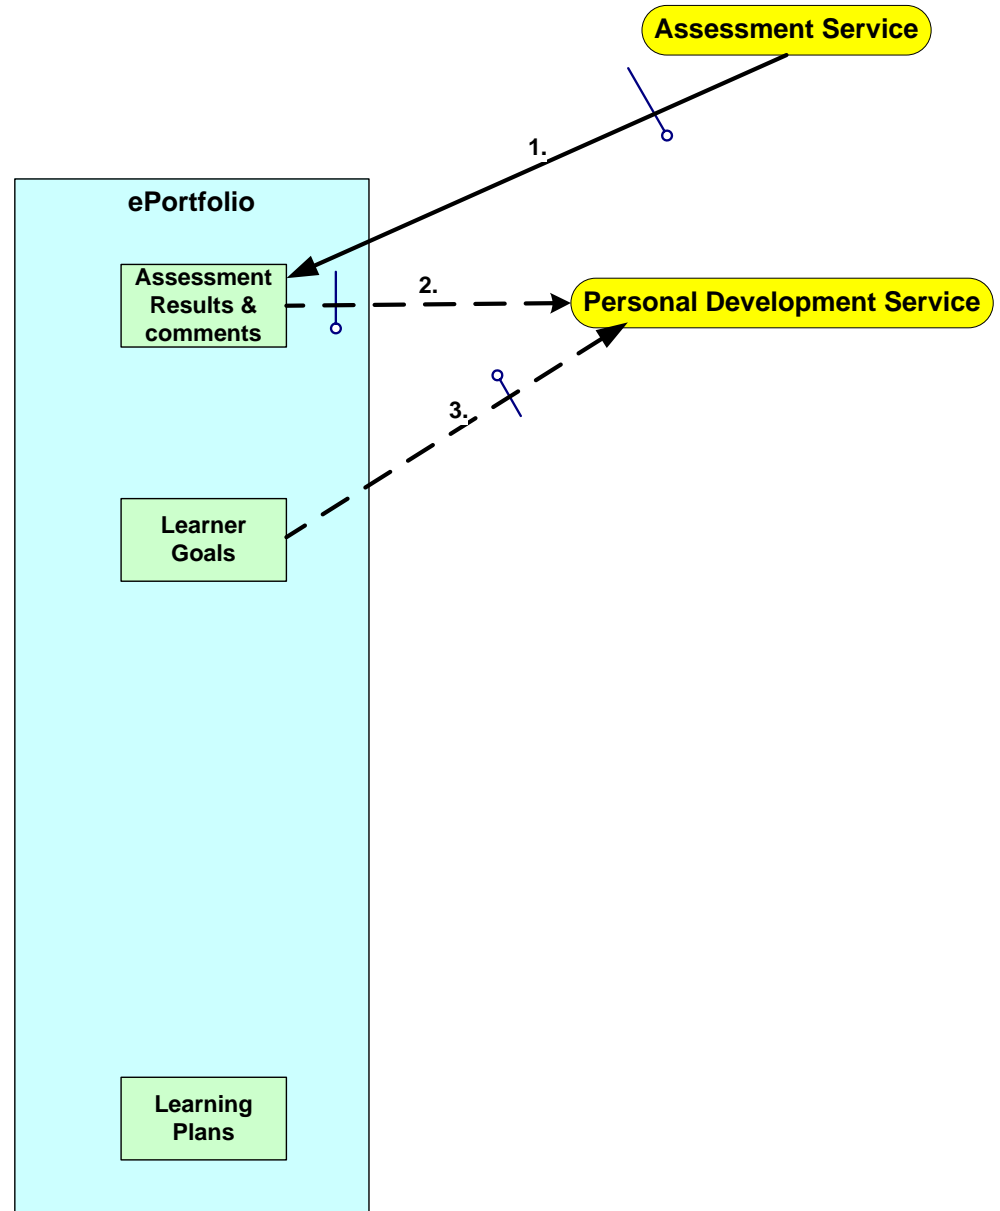 Assessment Service
1.
ePortfolio
Assessment
Results &
comments
2.
Personal Development Service
3.
Learner
Goals
Learning
Plans